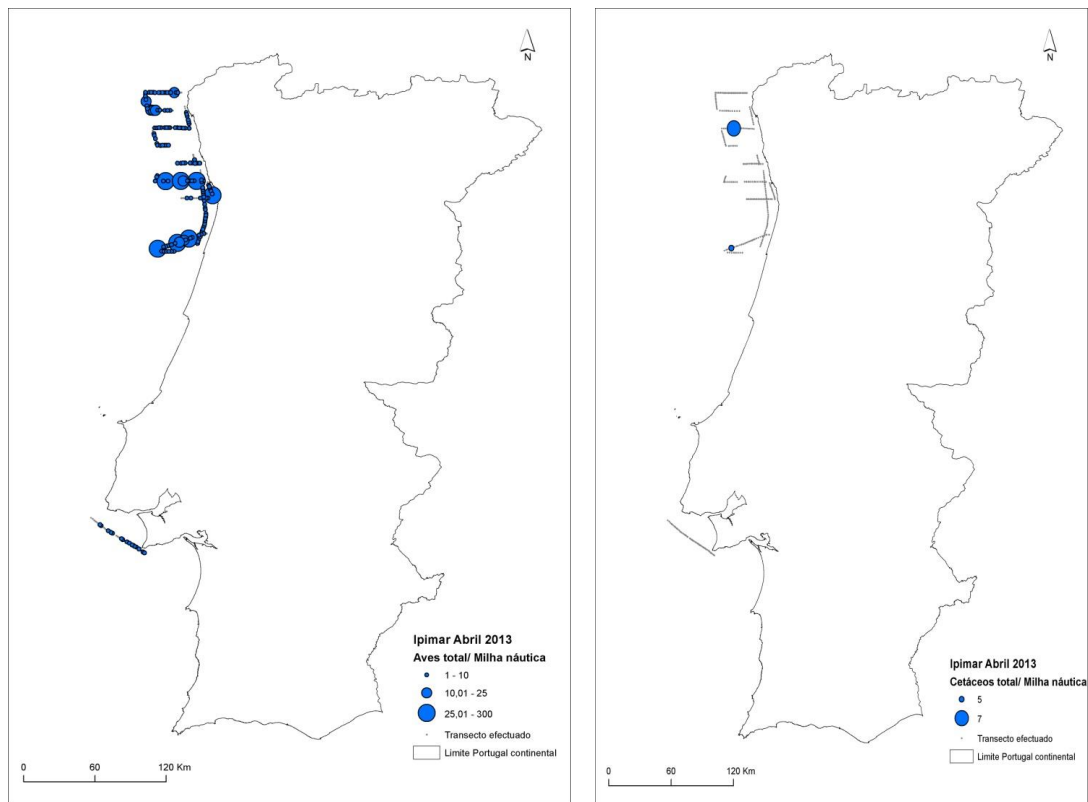 N
Ipimar Abril 2013
Aves total/ Milha náutica
1 - 10
10,01 - 25
25,01 - 300
Transecto efectuado
Limite Portugal continental
0 60 120 Km
N
Ipimar Abril 2013
Cetáceos total/ Milha náutica
5
7
Transecto efectuado
Limite Portugal continental
0 60 120 Km